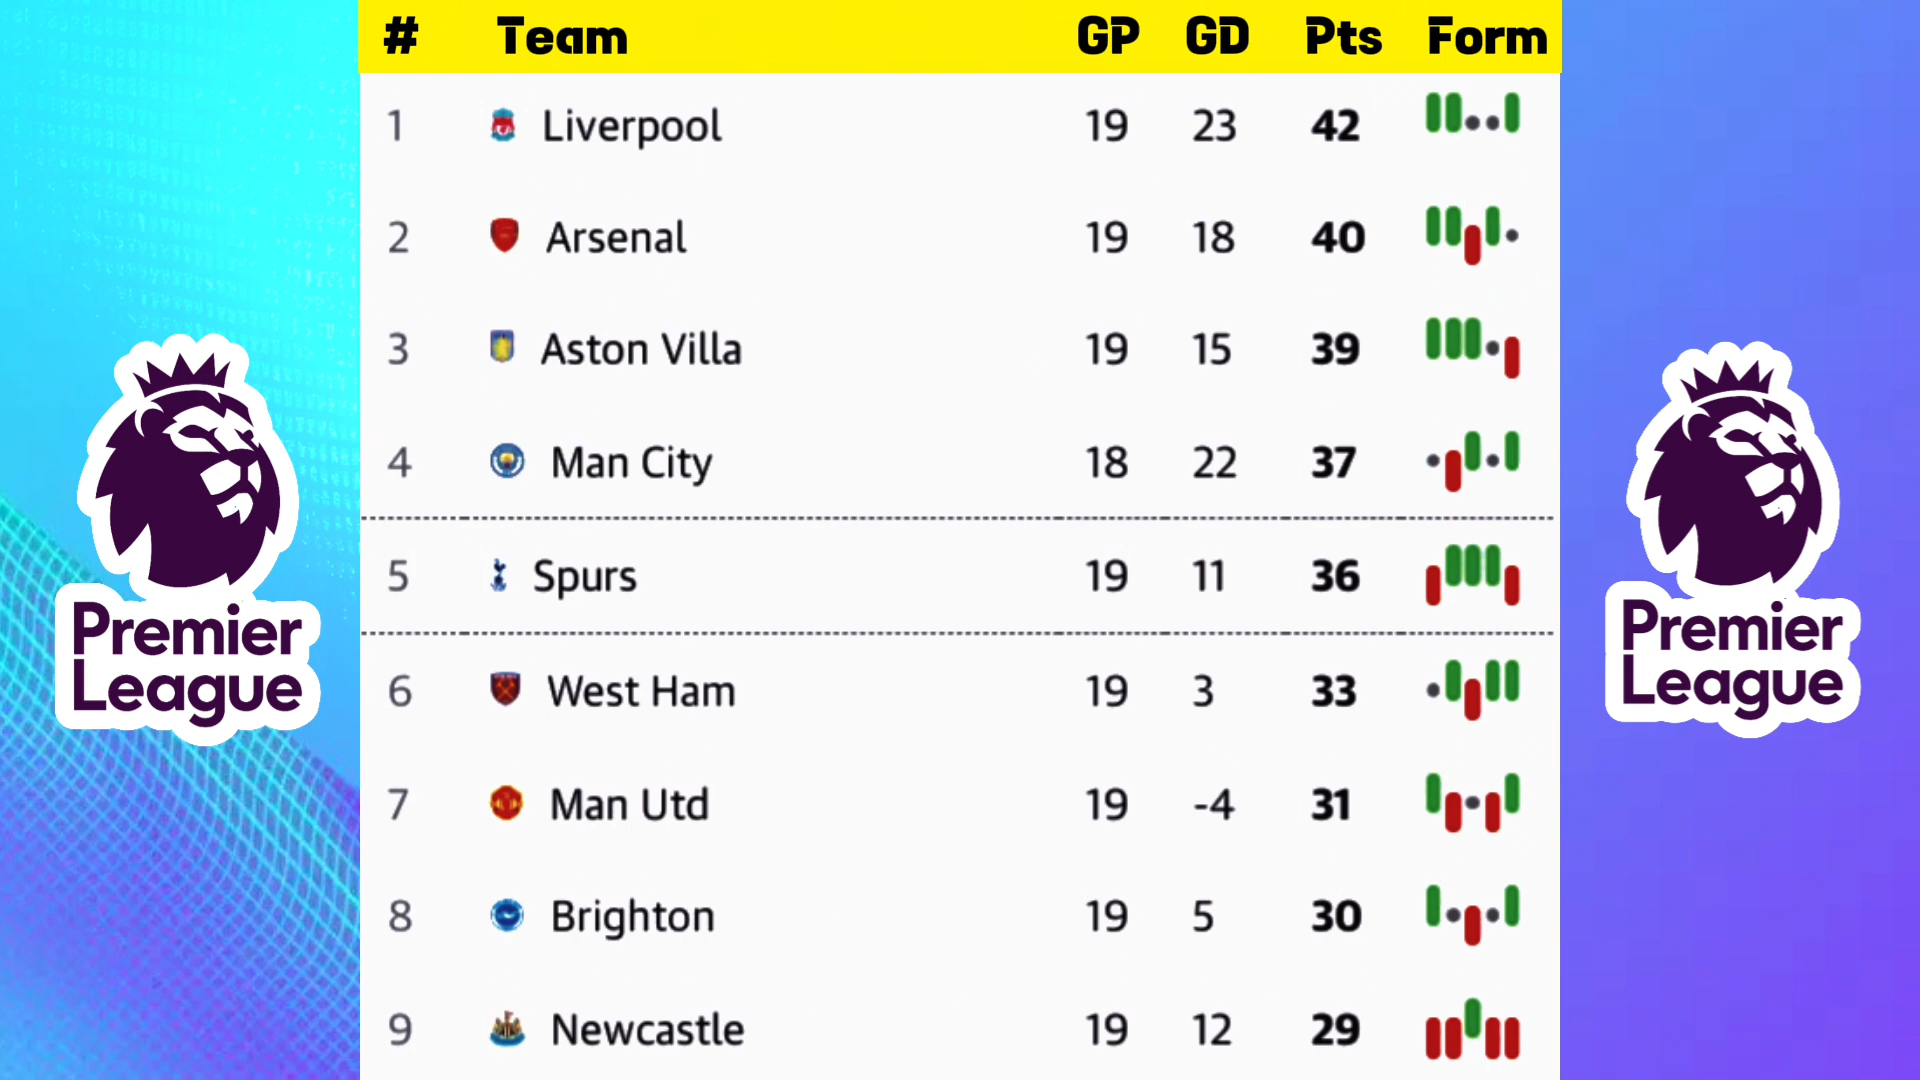 # Team GP GD Pts Form
1 Liverpool 19 23 42
2 Arsenal 19 18 40
3 Aston Villa 19 15 39
4 Man City 18 22 37
5 Spurs 19 11 36
6 West Ham 19 3 33
7 Man Utd 19 -4 31
8 Brighton 19 5 30
9 Newcastle 19 12 29
Premier
League
Premier
League